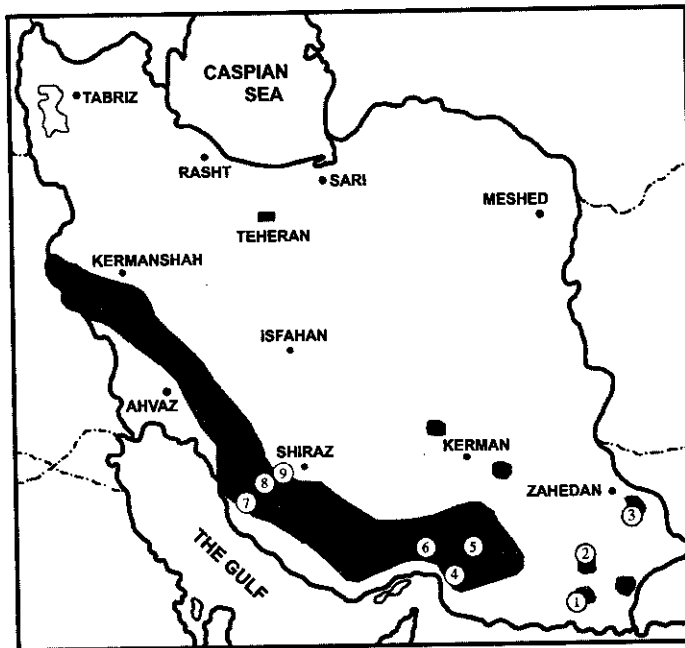 CASPIAN
SEA
TABRIZ
RASHT
SARI
MESHED
TEHERAN
KERMANSHAH
ISFAHAN
AHVAZ
SHIRAZ
KERMAN
ZAHEDAN
9
8
7
3
6
5
2
4
1
THE GULF